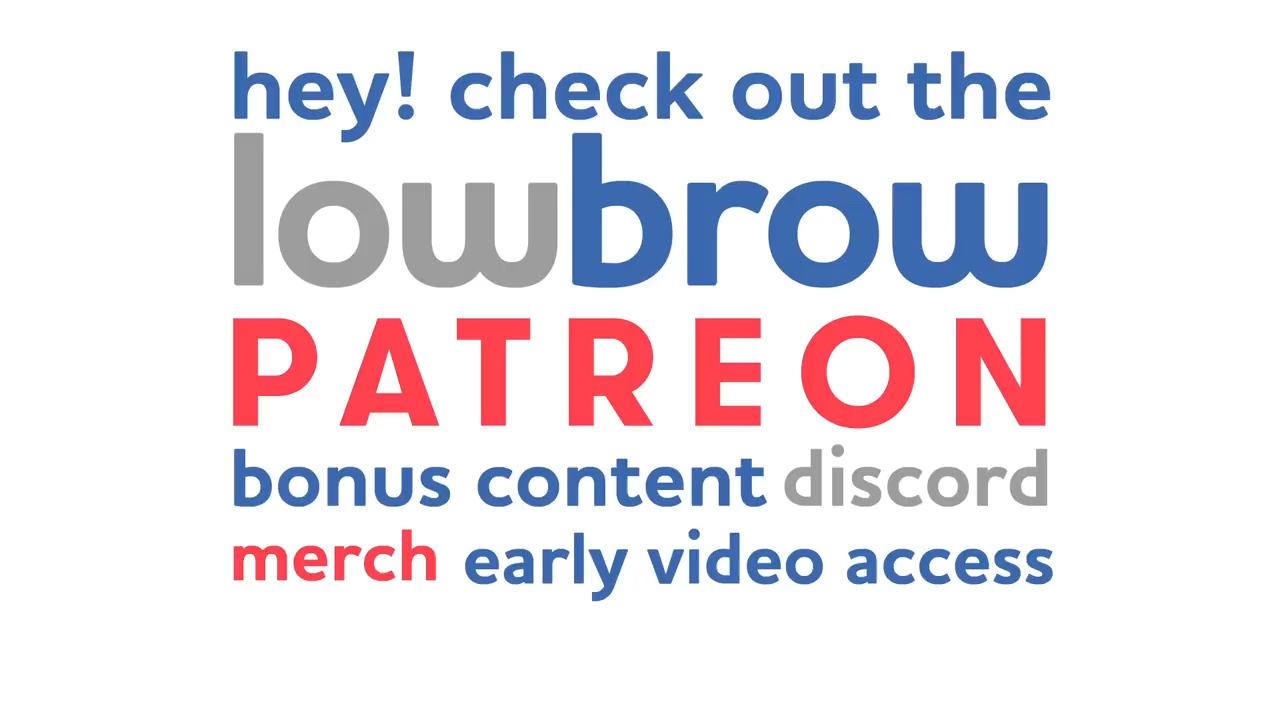 hey! check out the
lowbrow
PATREON
bonus content discord
merch early video access